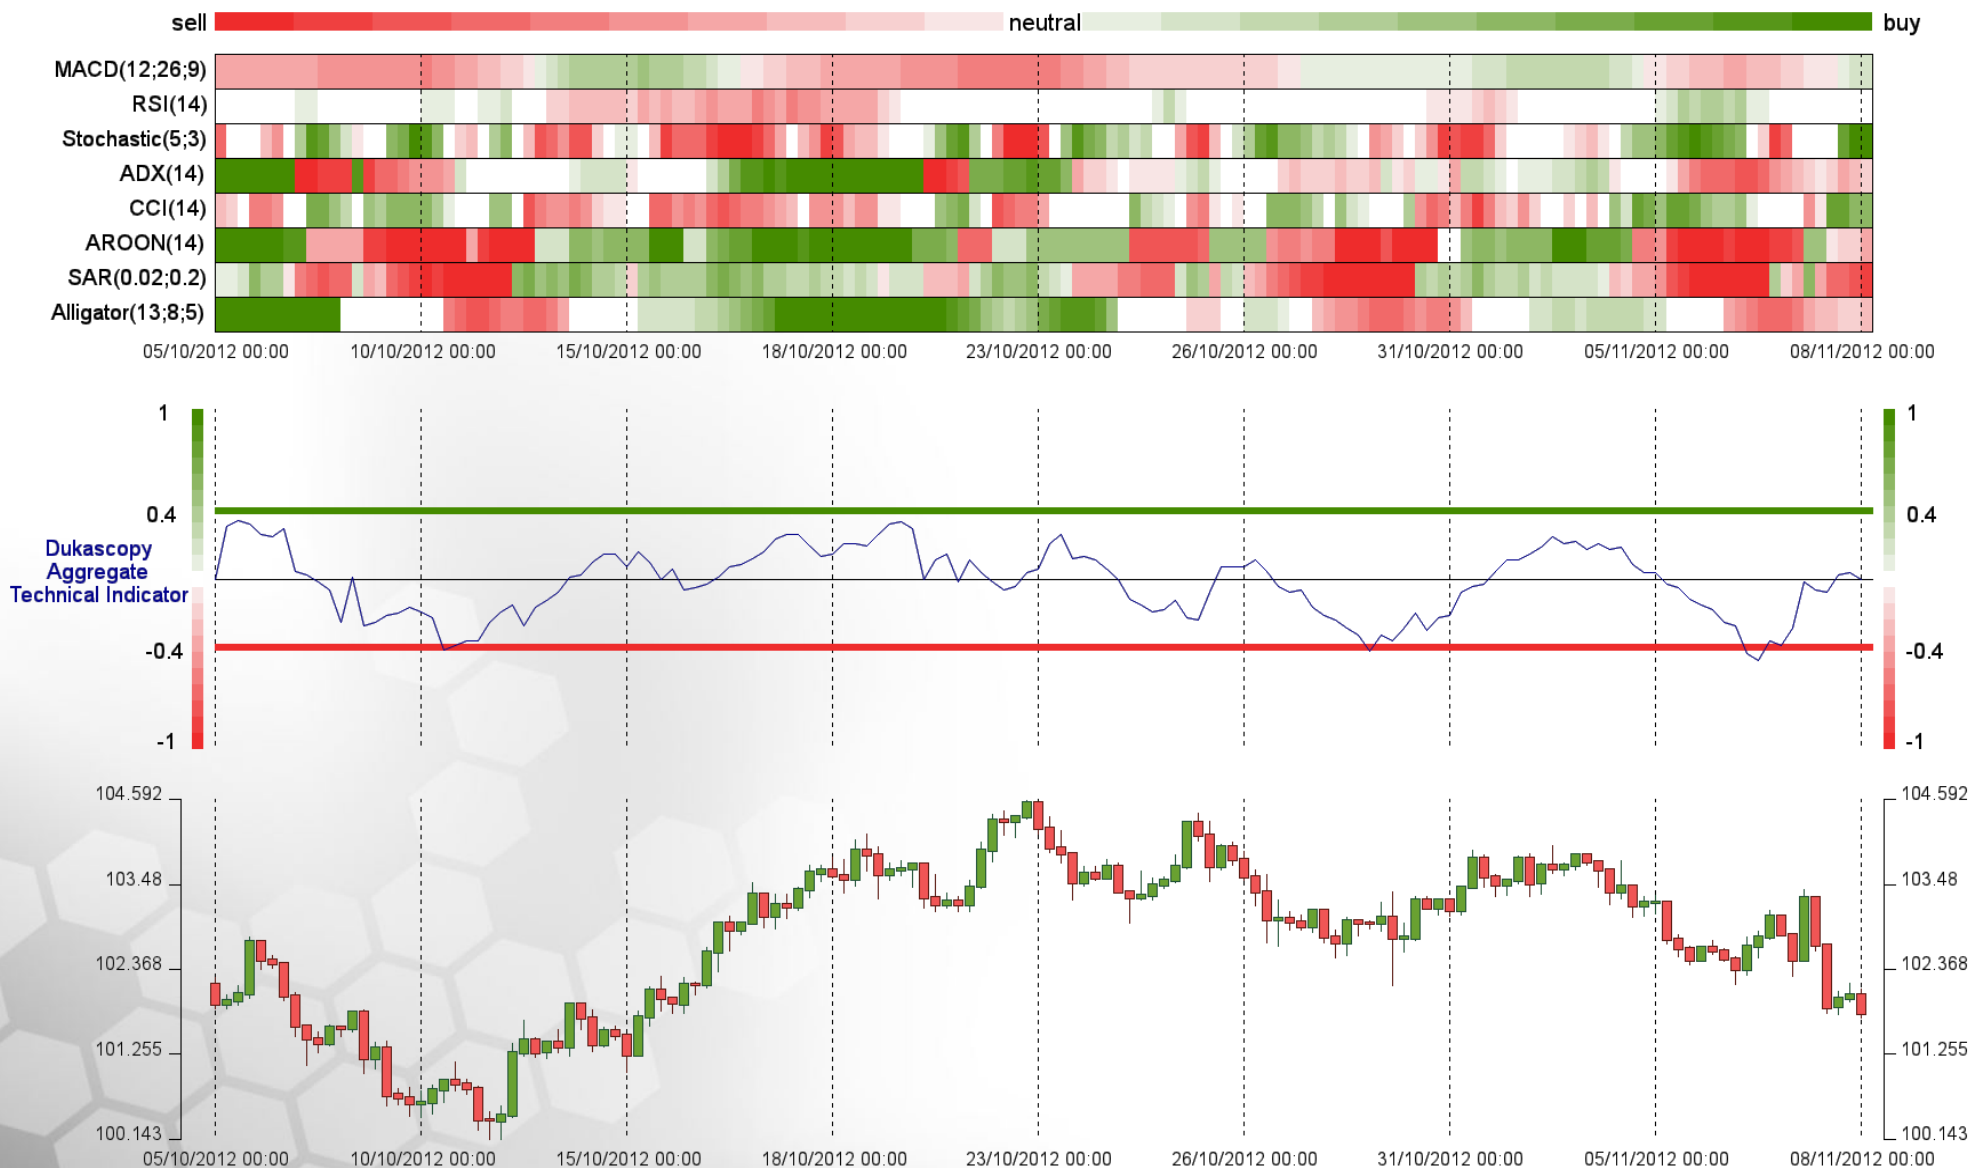 sell neutral buy
MACD(12;26;9)
RSI(14)
Stochastic(5;3)
ADX(14)
CCI(14)
AROON(14)
SAR(0.02;0.2)
Alligator(13;8;5)
05/10/2012 00:00 10/10/2012 00:00 15/10/2012 00:00 18/10/2012 00:00 23/10/2012 00:00 26/10/2012 00:00 31/10/2012 00:00 05/11/2012 00:00 08/11/2012 00:00
1 1
0.4 0.4
Dukascopy
Aggregate
Technical Indicator
-0.4 -0.4
-1 -1
104.592 104.592
103.48 103.48
102.368 102.368
101.255 101.255
100.143 100.143
05/10/2012 00:00 10/10/2012 00:00 15/10/2012 00:00 18/10/2012 00:00 23/10/2012 00:00 26/10/2012 00:00 31/10/2012 00:00 05/11/2012 00:00 08/11/2012 00:00